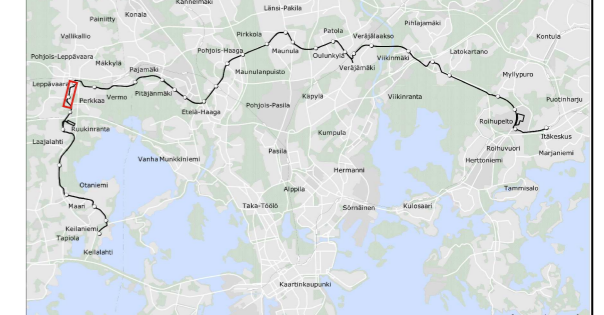 Kannelmäki
Länsi-Pakila
Konala
Painiitty
Pihlajamäki
Pirkkola
Patola
Veräjälaakso
Vallikallio
Kontula
Pohjois-Haaga
Maunula
Latokartano
Pohjois-Leppävaara
Oulunkylä
Viikinmäki
Mäkkylä
Pajamäki
Veräjämäki
Maunulanpuisto
Myllypuro
Leppävaara
Pitäjänmäki
Vermo
Perkkaa
Käpylä
Viikinranta
Puotinharju
Pohjois-Pasila
Etelä-Haaga
Roihupelto
Ruukinranta
Kumpula
Itäkeskus
Laajalahti
Roihuvuori
Pasila
Marjaniemi
Vanha Munkkiniemi
Herttoniemi
Hermanni
Otaniemi
Alppila
Tammisalo
Maari
Taka-Töölö
Sörnäinen
Kulosaari
Keilaniemi
Tapiola
Keilalahti
Kaartinkaupunki